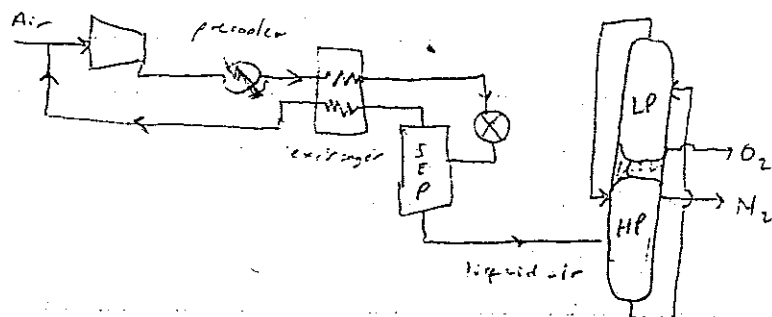 Air
precooler
exchanger
SEP
liquid air
LP
HP
O2
N2